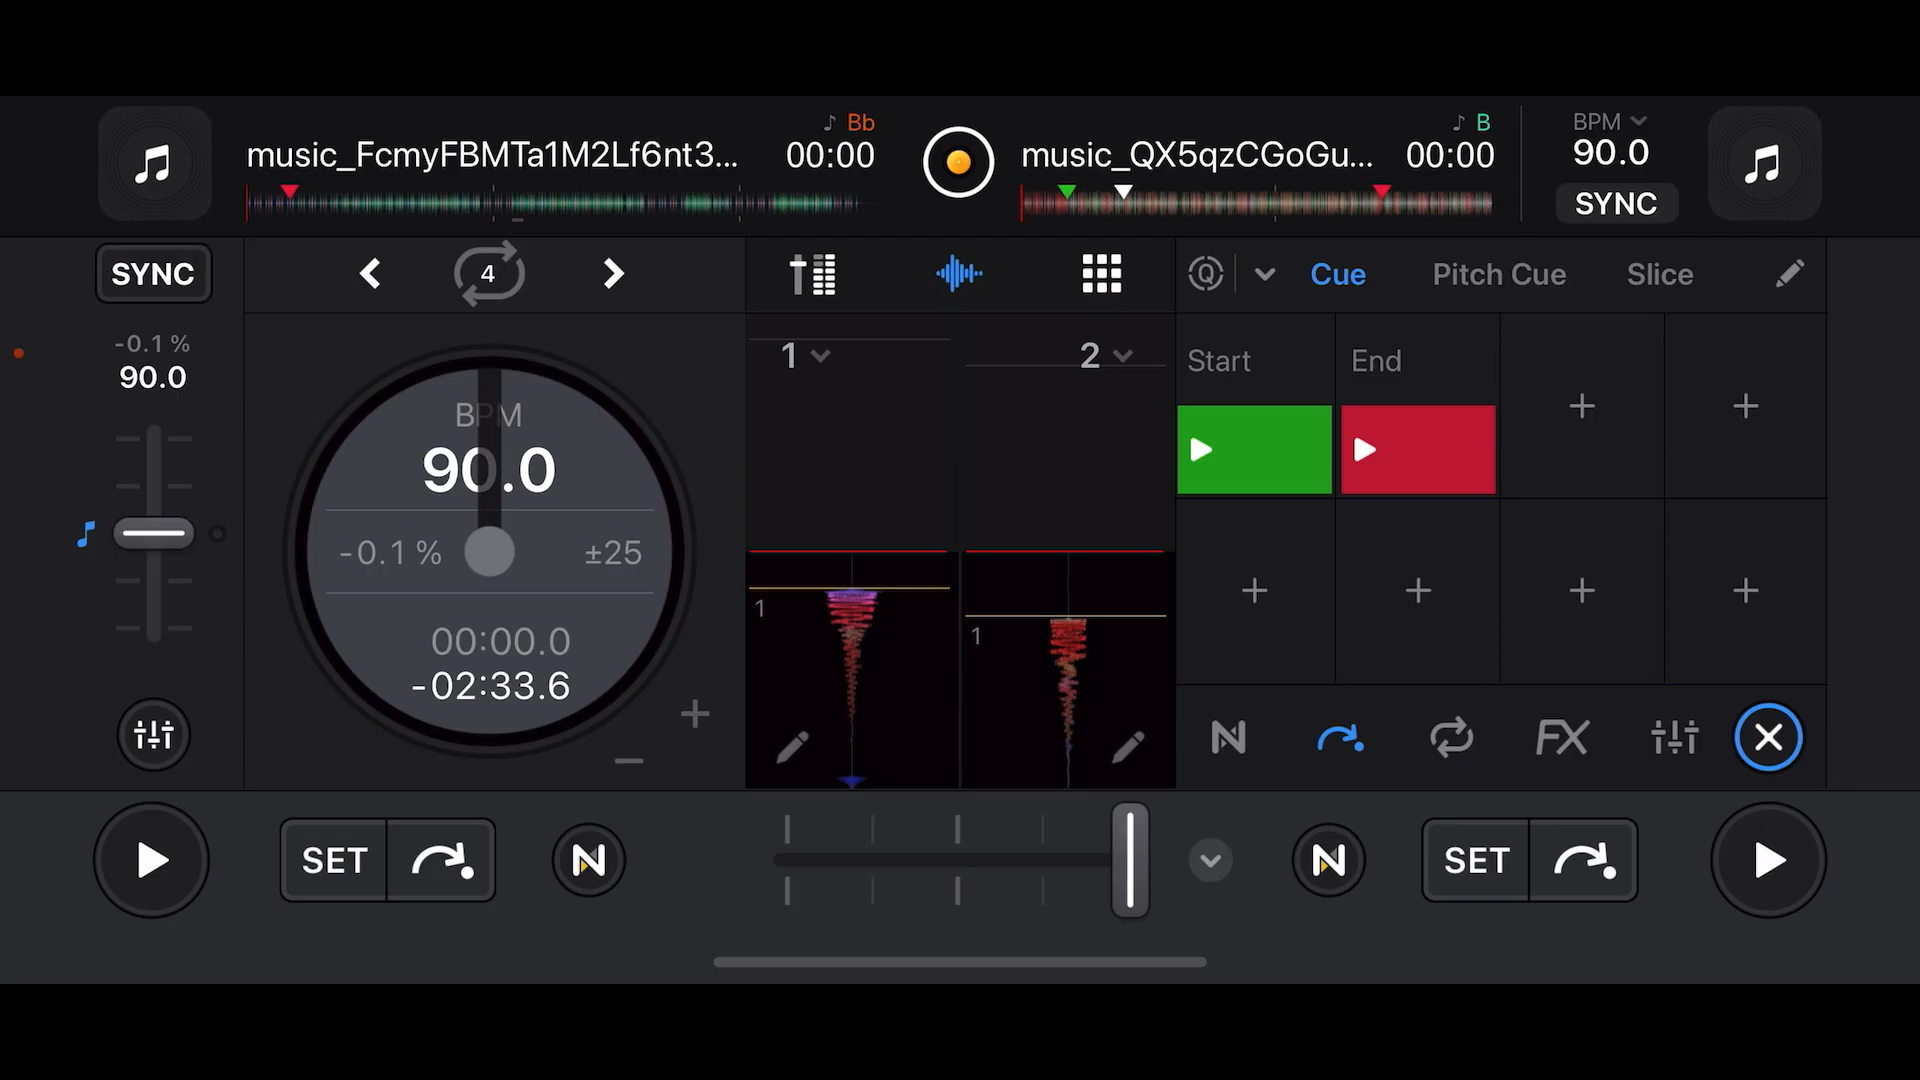 ♪ Bb
music_FcmyFBMTa1M2Lf6nt3... 00:00
♪ B
music_QX5qzCGoGu... 00:00
BPM
90.0
SYNC
SYNC
4
Q
Cue Pitch Cue Slice
-0.1 %
90.0
BPM
90.0
-0.1 % ±25
00:00.0
-02:33.6
1
2
1
1
Start
End
N
FX
SET
N
N
SET